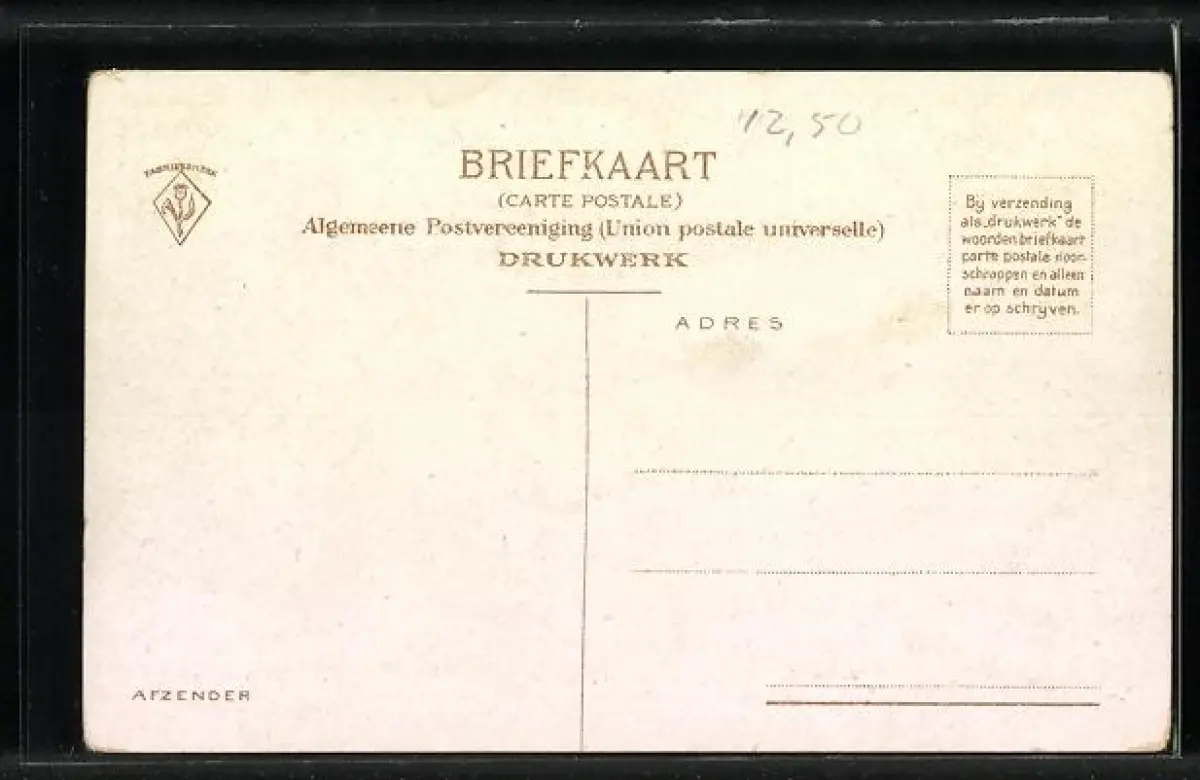 12,50
FABRIEKSMERK
BRIEFKAART
(CARTE POSTALE)
Algemeene Postvereeniging (Union postale universelle)
DRUKWERK
By verzending
als „drukwerk" de
woorden briefkaart
carte postale door-
schrappen en alleen
naam en datum
er op schryven.
ADRES
AFZENDER